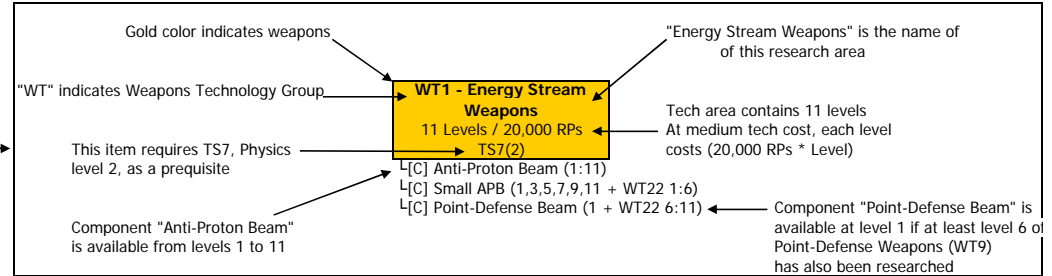 Gold color indicates weapons
"Energy Stream Weapons" is the name of
of this research area
"WT" indicates Weapons Technology Group
WT1 - Energy Stream
Weapons
11 Levels / 20,000 RPs
TS7(2)
Tech area contains 11 levels
At medium tech cost, each level
costs (20,000 RPs * Level)
This item requires TS7, Physics
level 2, as a prequisite
[C] Anti-Proton Beam (1:11)
[C] Small APB (1,3,5,7,9,11 + WT22 1:6)
[C] Point-Defense Beam (1 + WT22 6:11)
Component "Anti-Proton Beam"
is available from levels 1 to 11
Component "Point-Defense Beam" is
available at level 1 if at least level 6 of
Point-Defense Weapons (WT9)
has also been researched